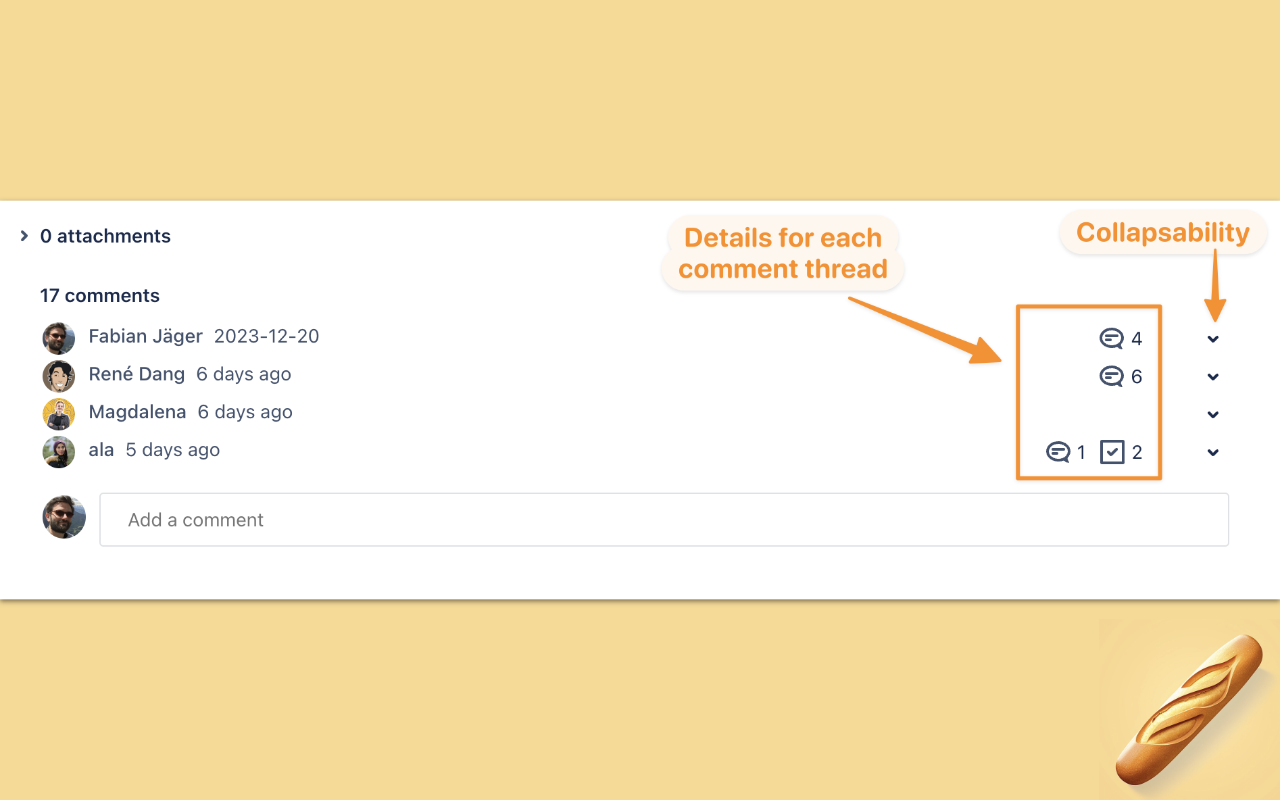 0 attachments
Details for each
comment thread
Collapsability
17 comments
Fabian Jäger 2023-12-20
4
René Dang 6 days ago
6
Magdalena 6 days ago
ala 5 days ago
1 2
Add a comment